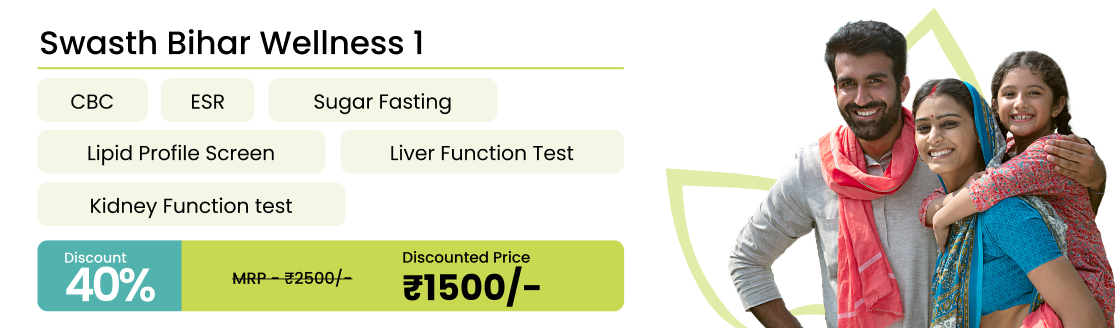 Swasth Bihar Wellness 1
CBC
ESR
Sugar Fasting
Lipid Profile Screen
Liver Function Test
Kidney Function test
Discount
40%
MRP - ₹2500/-
Discounted Price
₹1500/-